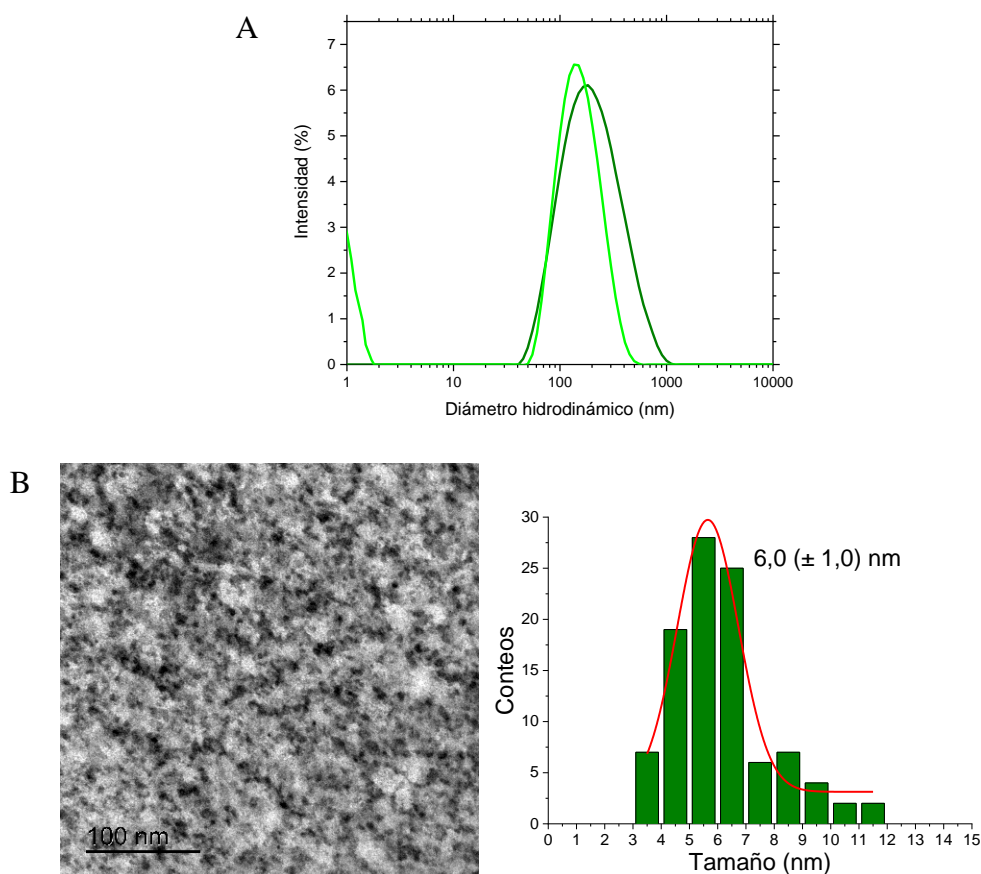 A
7
6
5
4
3
2
1
0
Intensidad (%)
1 10 100 1000 10000
Diámetro hidrodinámico (nm)
B
100 nm
30
25
20
15
10
5
0
Conteos
6,0 (± 1,0) nm
0 1 2 3 4 5 6 7 8 9 10 11 12 13 14 15
Tamaño (nm)